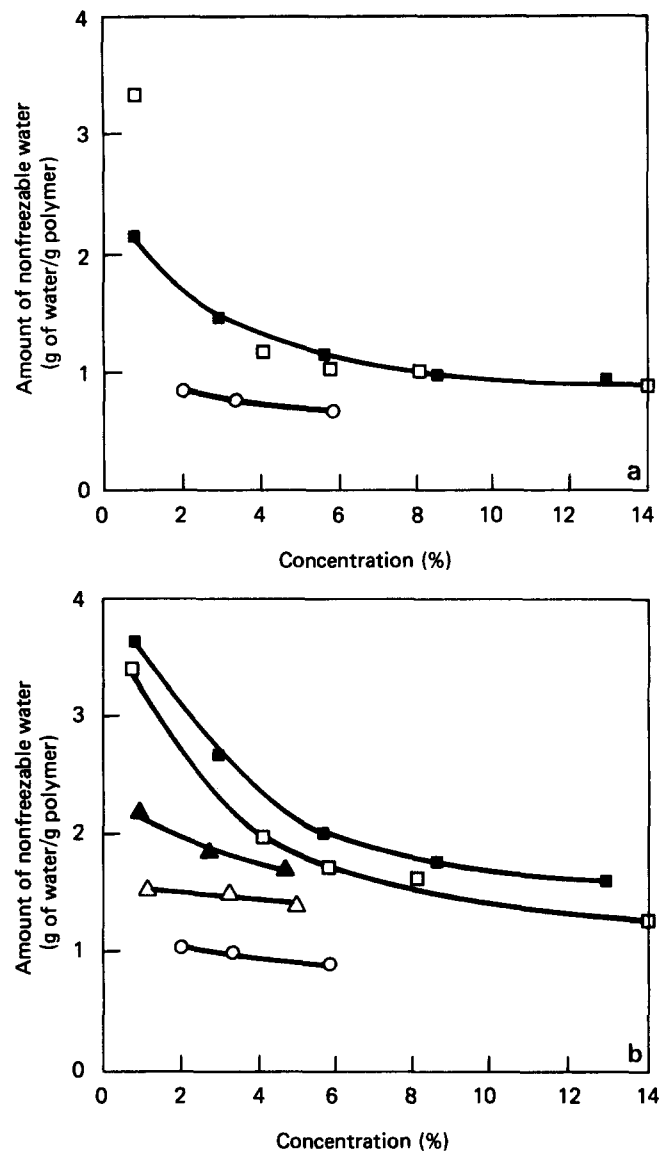 4
3
2
1
0
Amount of nonfreezable water
(g of water/g polymer)
0 2 4 6 8 10 12 14
Concentration (%)
a
4
3
2
1
0
Amount of nonfreezable water
(g of water/g polymer)
0 2 4 6 8 10 12 14
Concentration (%)
b